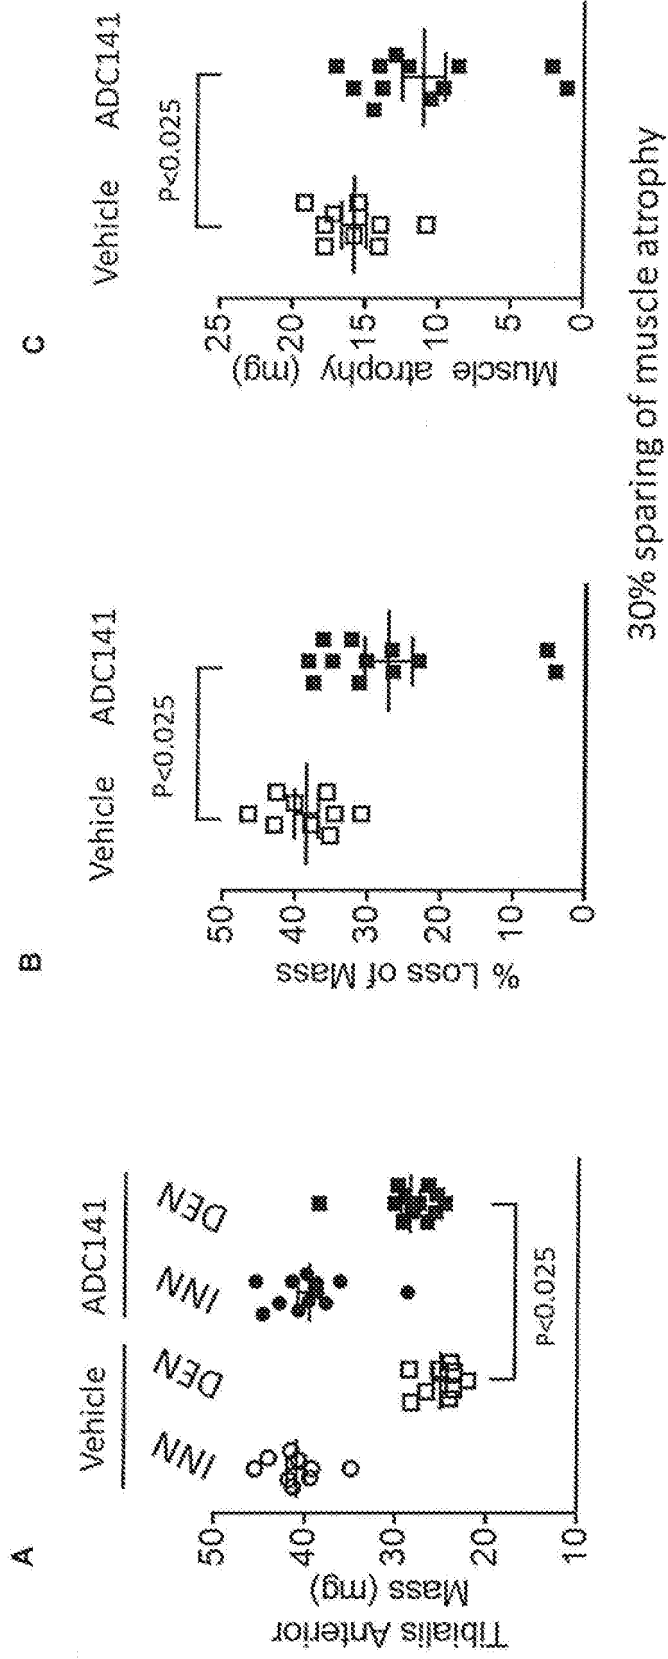 A
Vehicle
ADC141
INN
DEN
INN
DEN
50
40
30
20
10
Tibialis Anterior
Mass (mg)
P<0.025
B
Vehicle
ADC141
P<0.025
50
40
30
20
10
0
% Loss of Mass
C
Vehicle
ADC141
P<0.025
25
20
15
10
5
0
Muscle atrophy (mg)
30% sparing of muscle atrophy